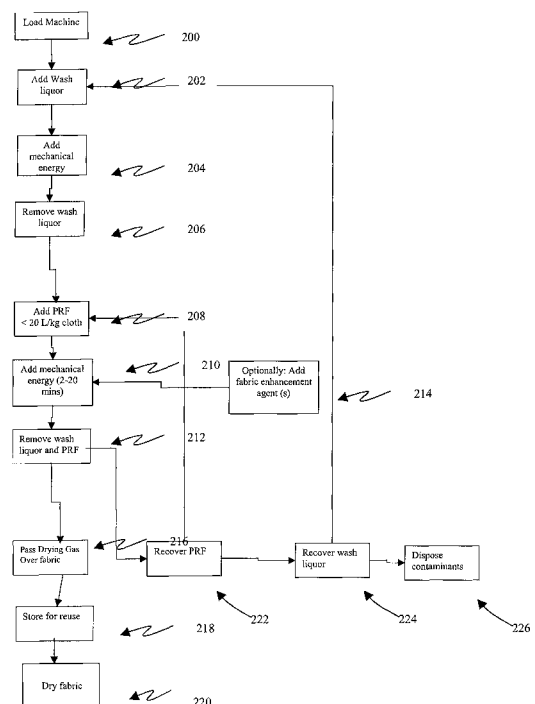 Load Machine
200
Add Wash
liquor
202
Add
mechanical
energy
204
Remove wash
liquor
206
Add PRF
< 20 L/kg cloth
208
Add mechanical
energy (2-20
mins)
210
Optionally: Add
fabric enhancement
agent (s)
214
Remove wash
liquor and PRF
212
Pass Drying Gas
Over fabric
216
Recover PRF
222
Recover wash
liquor
224
Dispose
contaminants
226
Store for reuse
218
Dry fabric
220